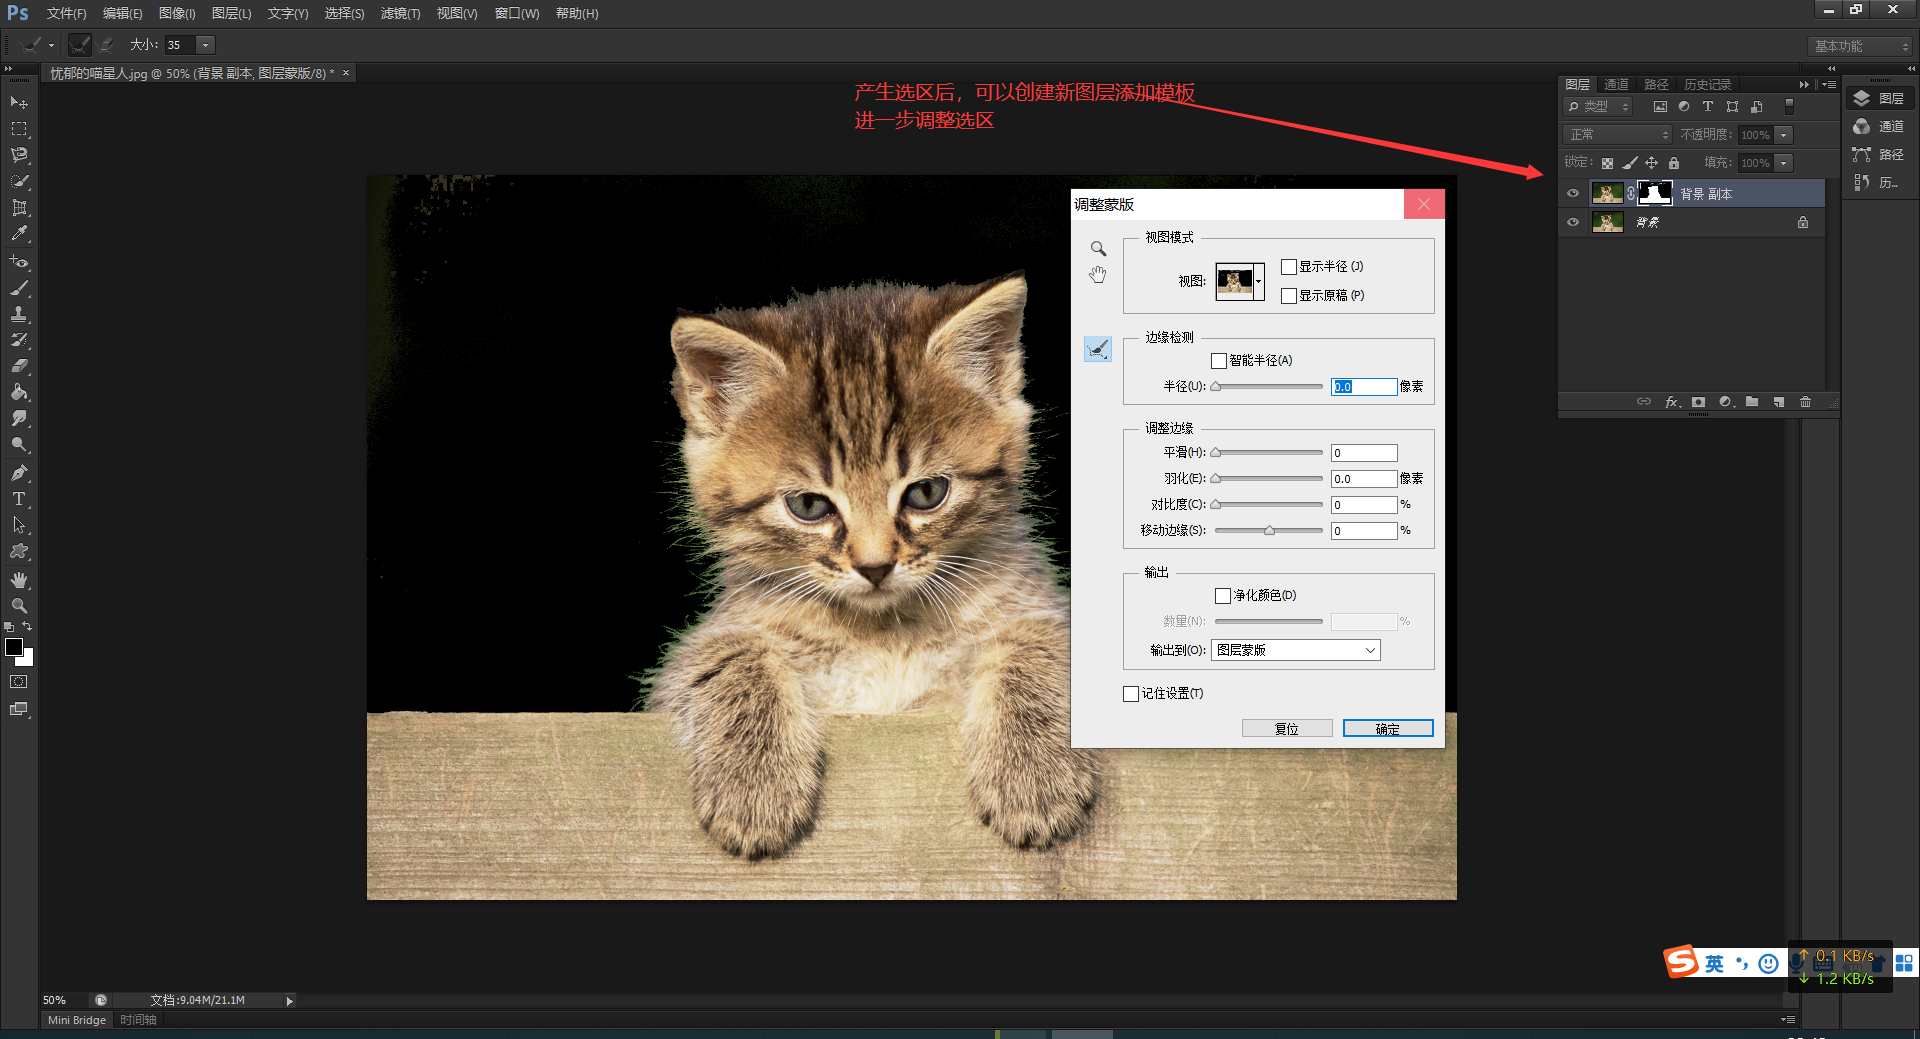 Ps 文件(F) 编辑(E) 图像(I) 图层(L) 文字(Y) 选择(S) 滤镜(T) 视图(V) 窗口(W) 帮助(H)
大小: 35
基本功能
忧郁的喵星人.jpg @ 50% (背景 副本, 图层蒙版/8) * ×
产生选区后，可以创建新图层添加模板
进一步调整选区
图层 通道 路径 历史记录
类型
正常 不透明度: 100%
锁定: 填充: 100%
背景 副本
背景
fx
图层
通道
路径
历...
调整蒙版
视图模式
视图:
显示半径 (J)
显示原稿 (P)
边缘检测
智能半径(A)
半径(U): 0.0 像素
调整边缘
平滑(H): 0
羽化(E): 0.0 像素
对比度(C): 0 %
移动边缘(S): 0 %
输出
净化颜色(D)
数量(N): %
输出到(O): 图层蒙版
记住设置(T)
复位 确定
S 英
↑ 0.1 KB/s
↓ 1.2 KB/s
50% 文档:9.04M/21.1M
Mini Bridge 时间轴